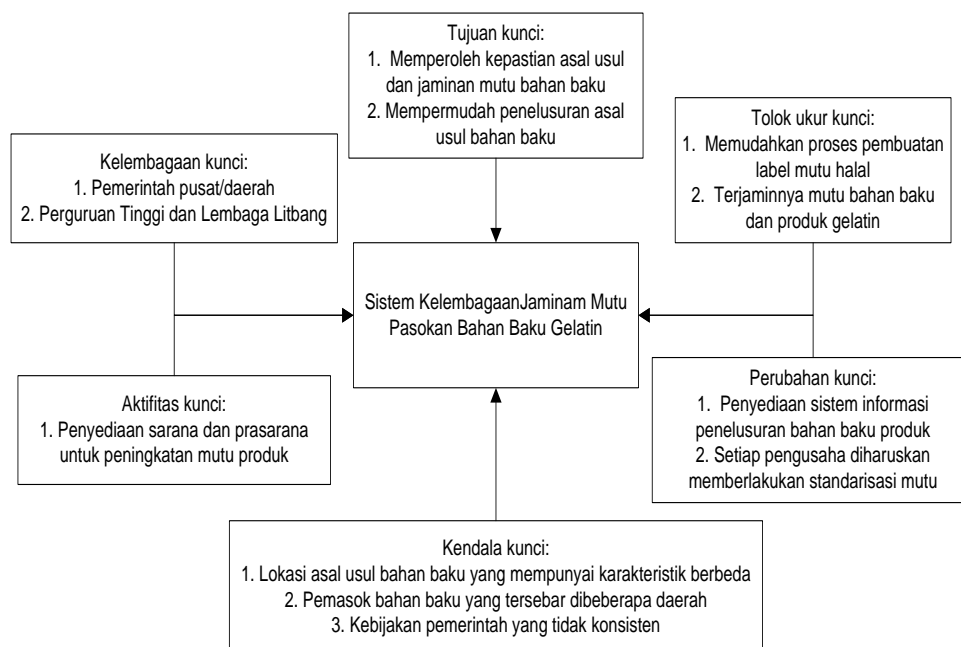 Tujuan kunci:
1. Memperoleh kepastian asal usul
dan jaminan mutu bahan baku
2. Mempermudah penelusuran asal
usul bahan baku
Kelembagaan kunci:
1. Pemerintah pusat/daerah
2. Perguruan Tinggi dan Lembaga Litbang
Tolok ukur kunci:
1. Memudahkan proses pembuatan
label mutu halal
2. Terjaminnya mutu bahan baku
dan produk gelatin
Sistem KelembagaanJaminam Mutu
Pasokan Bahan Baku Gelatin
Aktifitas kunci:
1. Penyediaan sarana dan prasarana
untuk peningkatan mutu produk
Perubahan kunci:
1. Penyediaan sistem informasi
penelusuran bahan baku produk
2. Setiap pengusaha diharuskan
memberlakukan standarisasi mutu
Kendala kunci:
1. Lokasi asal usul bahan baku yang mempunyai karakteristik berbeda
2. Pemasok bahan baku yang tersebar dibeberapa daerah
3. Kebijakan pemerintah yang tidak konsisten